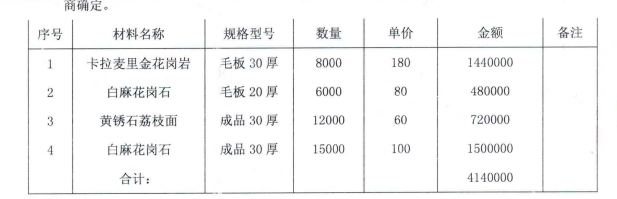 商确定。
序号 材料名称 规格型号 数量 单价 金额 备注
1 卡拉麦里金花岗岩 毛板 30 厚 8000 180 1440000
2 白麻花岗石 毛板 20 厚 6000 80 480000
3 黄锈石荔枝面 成品 30 厚 12000 60 720000
4 白麻花岗石 成品 30 厚 15000 100 1500000
合计： 4140000